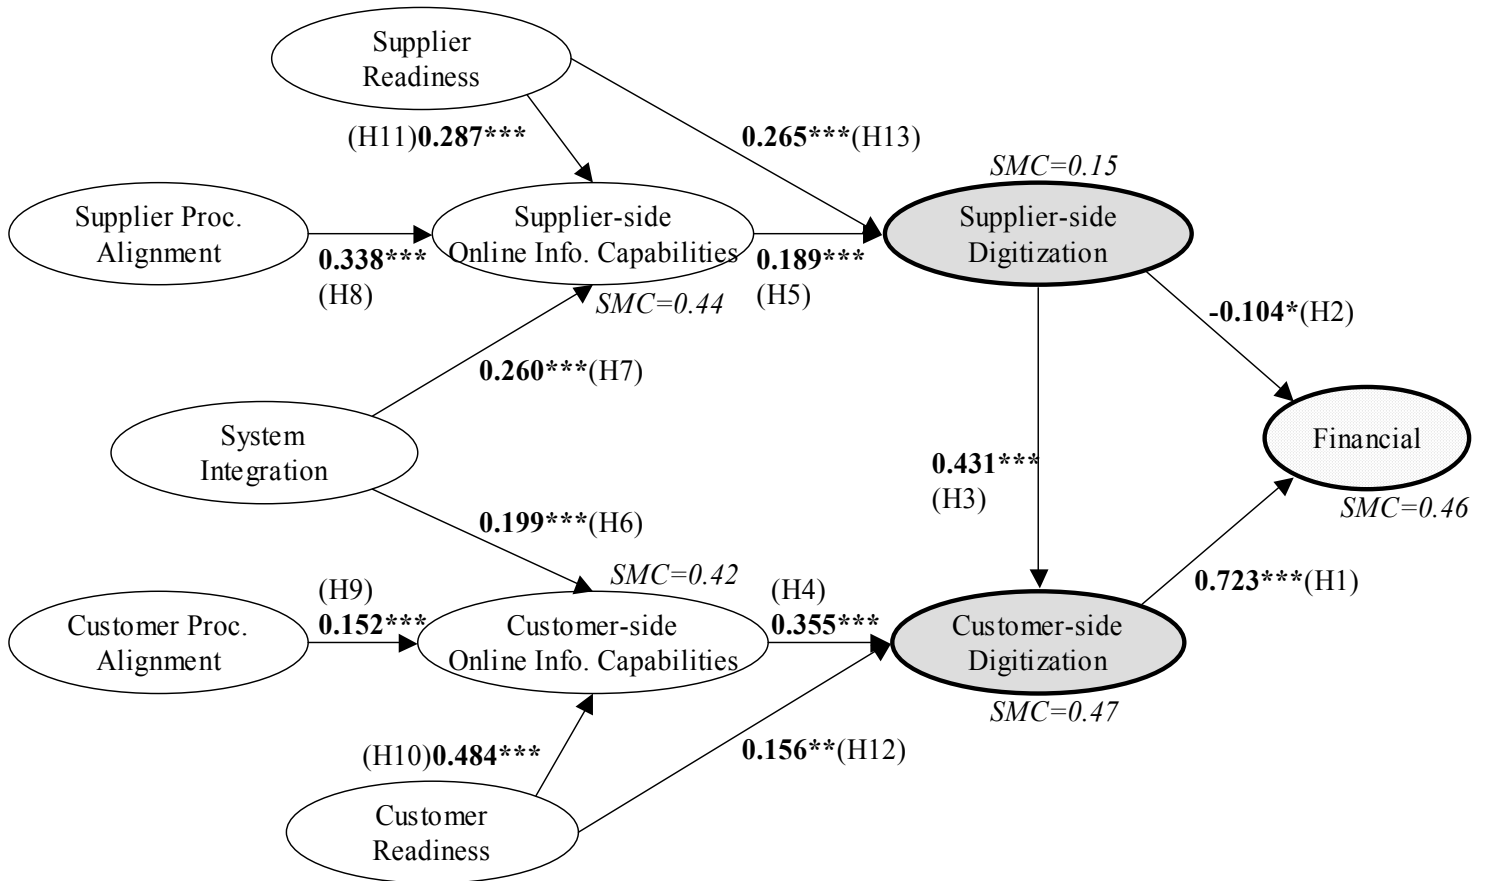 Supplier
Readiness
(H11)0.287***
0.265***(H13)
SMC=0.15
Supplier Proc.
Alignment
0.338***
(H8)
Supplier-side
Online Info. Capabilities
SMC=0.44
0.189***
(H5)
Supplier-side
Digitization
-0.104*(H2)
0.260***(H7)
System
Integration
0.431***
(H3)
Financial
SMC=0.46
0.199***(H6)
SMC=0.42
Customer Proc.
Alignment
(H9)
0.152***
Customer-side
Online Info. Capabilities
(H4)
0.355***
Customer-side
Digitization
SMC=0.47
0.723***(H1)
(H10)0.484***
0.156**(H12)
Customer
Readiness